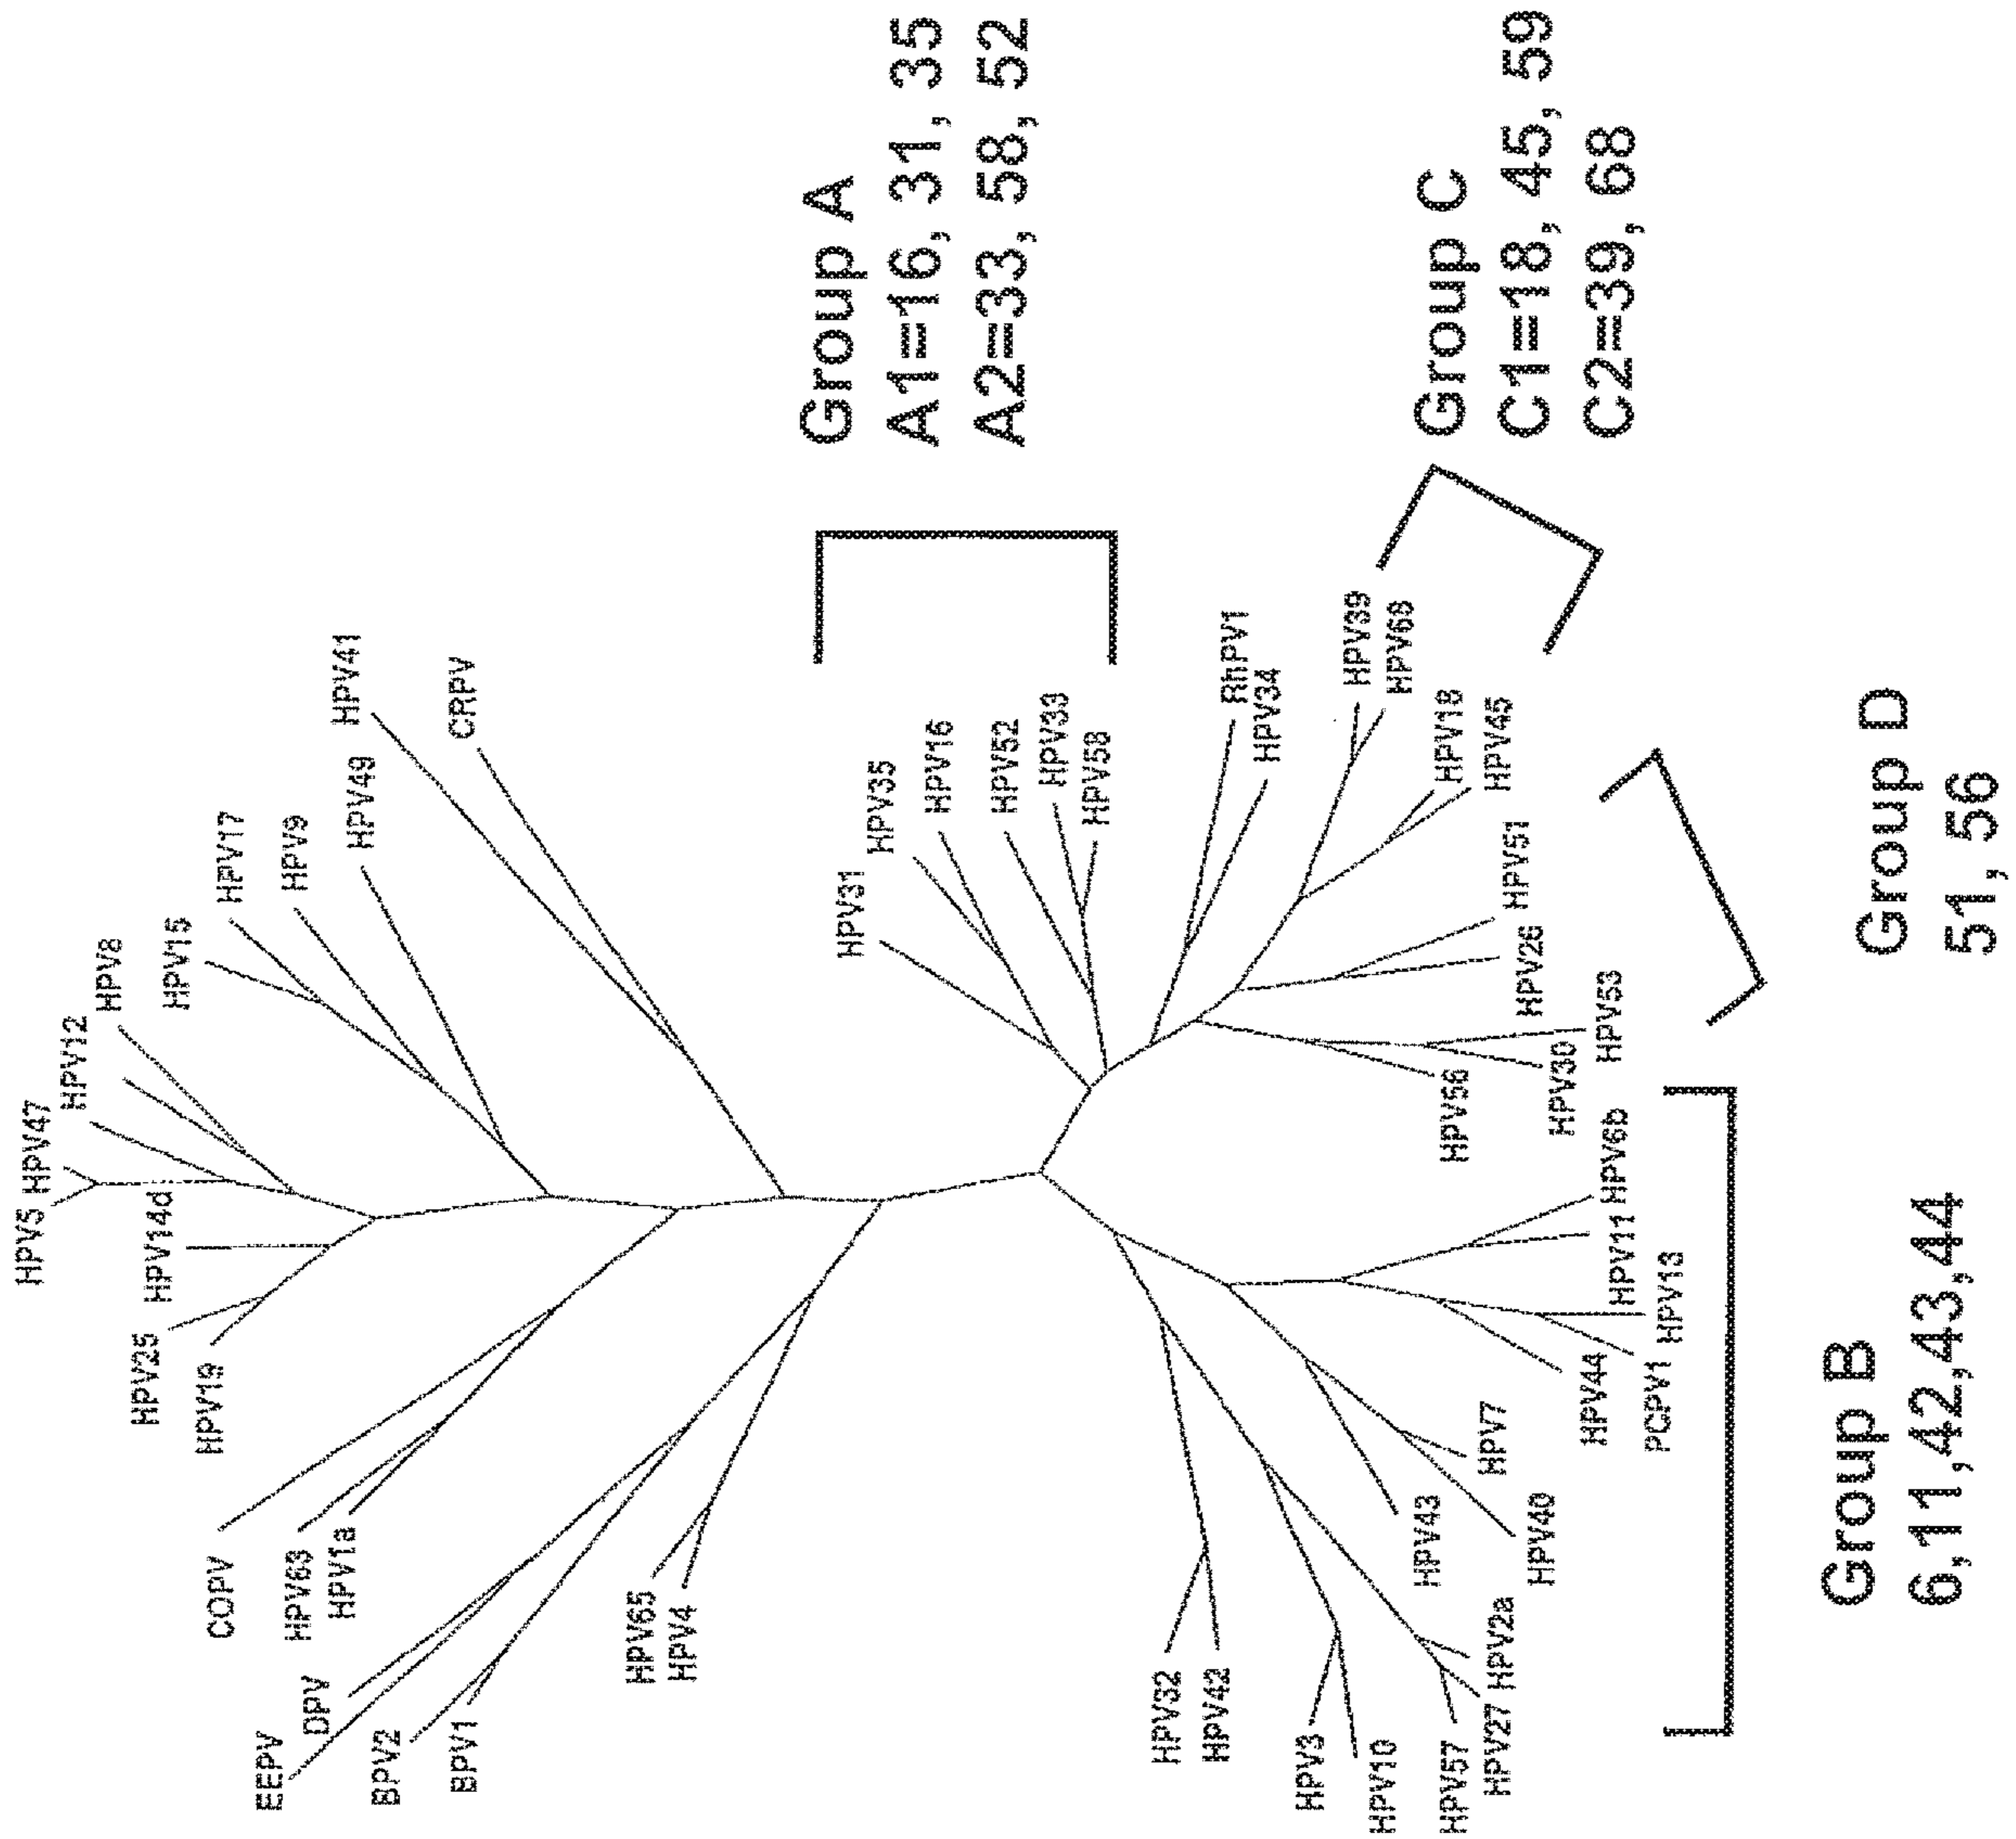 HPV5
HPV47
HPV12
HPV8
HPV25
HPV14d
HPV15
HPV19
COPV
HPV17
EEPV
HPV63
HPV9
DPV
HPV1a
HPV41
HPV49
BPV2
BPV1
CRPV
HPV65
HPV4
Group A
A1=16, 31, 35
A2=33, 58, 52
HPV31
HPV35
HPV16
HPV52
HPV33
HPV58
HPV32
HPV42
RhPV1
HPV34
HPV3
HPV39
HPV10
HPV68
HPV43
HPV18
HPV57
HPV56
HPV27
HPV7
HPV2a
HPV45
HPV51
HPV26
HPV40
HPV30
HPV44
HPV53
HPV6b
HPV11
PCPV1
HPV13
Group C
C1=18, 45, 59
C2=39, 68
Group B
6,11,42,43,44
Group D
51, 56